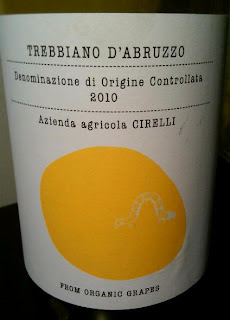 TREBBIANO D'ABRUZZO
Denominazione di Origine Controllata
2010
Azienda agricola CIRELLI
FROM ORGANIC GRAPES